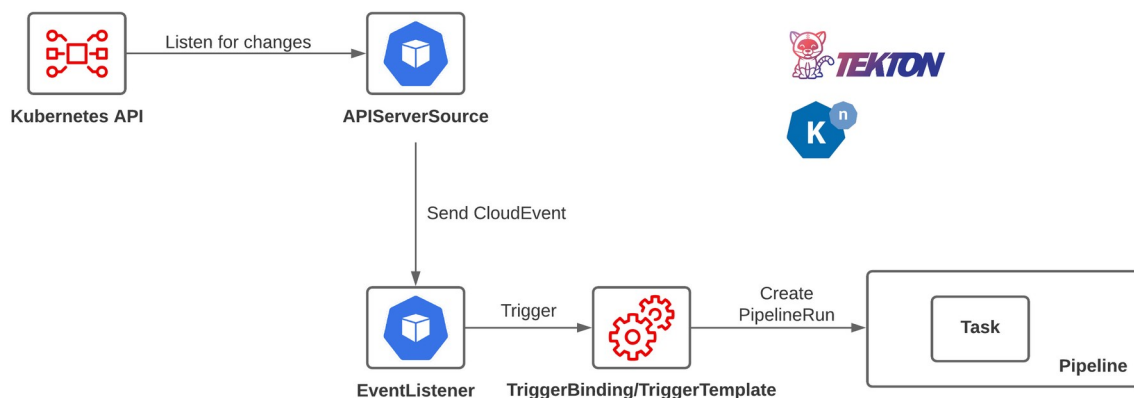 Listen for changes
Kubernetes API
APIServerSource
TEKTON
K
n
Send CloudEvent
Trigger
Create
PipelineRun
Task
Pipeline
EventListener
TriggerBinding/TriggerTemplate